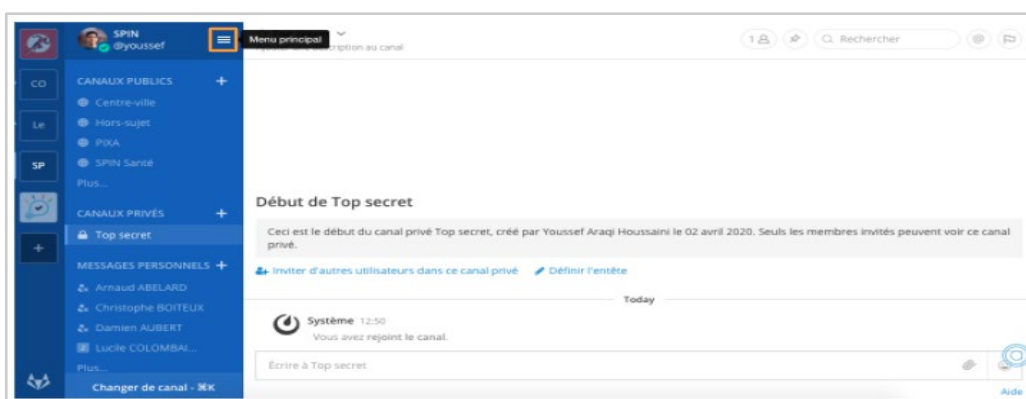 SPIN
@youssef
Menu principal
cription au canal
1
Rechercher
CO
Le
SP
+
CANAUX PUBLICS +
Centre-ville
Hors-sujet
PIXA
SPIN Santé
Plus...
CANAUX PRIVÉS +
Top secret
MESSAGES PERSONNELS +
Arnaud ABELARD
Christophe BOITEUX
Damien AUBERT
Lucile COLOMBAI...
Plus...
Changer de canal - ⌘K
Début de Top secret
Ceci est le début du canal privé Top secret, créé par Youssef Araqi Houssaini le 02 avril 2020. Seuls les membres invités peuvent voir ce canal
privé.
Inviter d'autres utilisateurs dans ce canal privé Définir l'entête
Today
Système 12:50
Vous avez rejoint le canal.
Écrire à Top secret
Aide